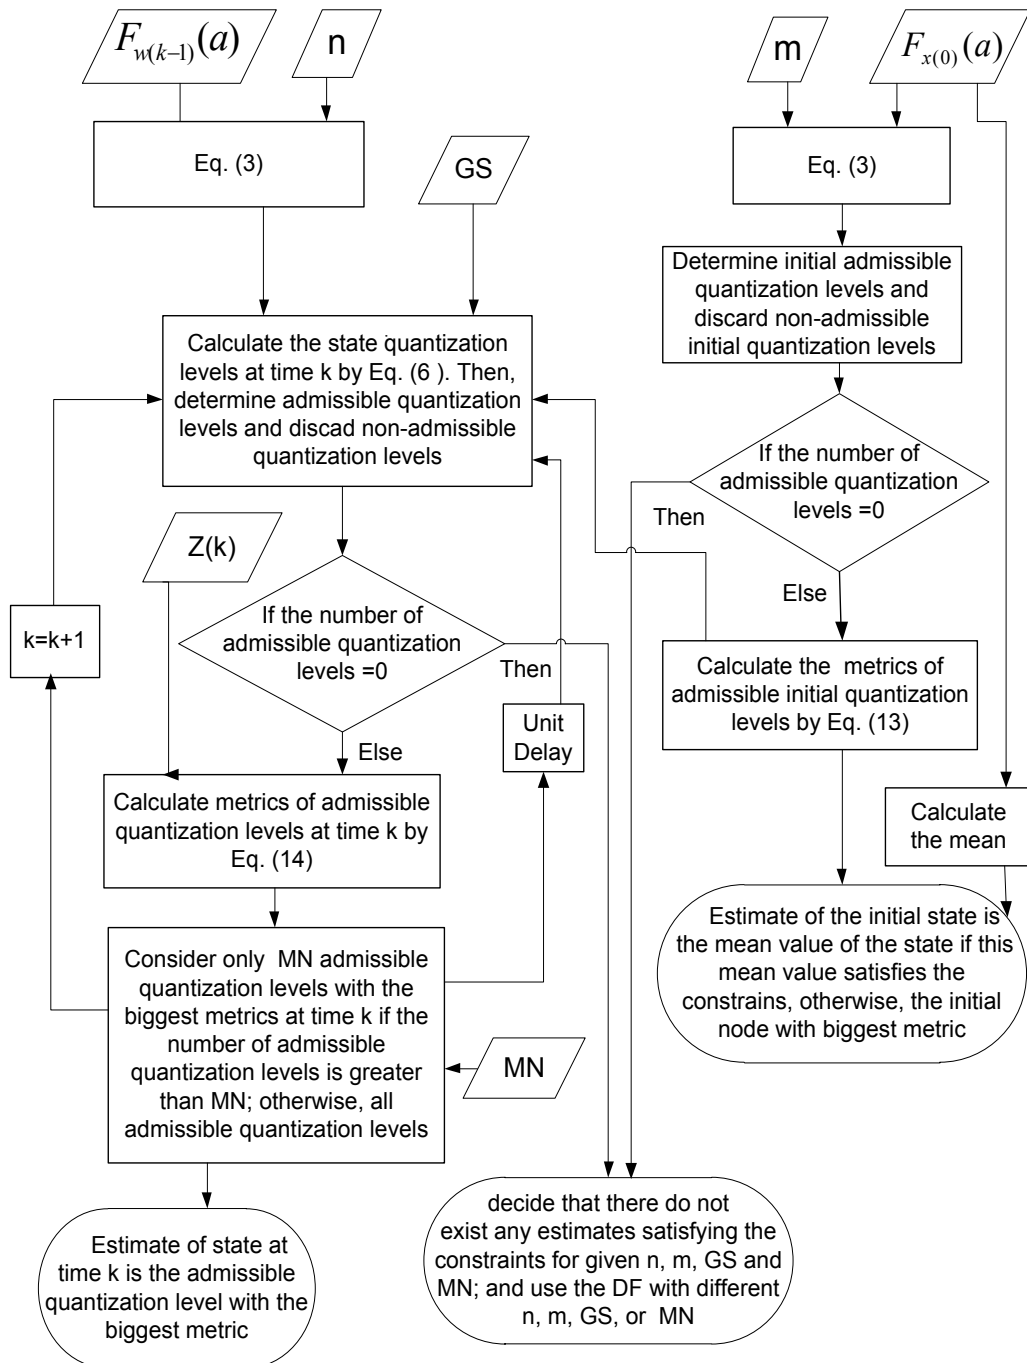 F_{w(k-1)}(a)
n
m
F_{x(0)}(a)
Eq. (3)
GS
Eq. (3)
Determine initial admissible
quantization levels and
discard non-admissible
initial quantization levels
Calculate the state quantization
levels at time k by Eq. (6 ). Then,
determine admissible quantization
levels and discad non-admissible
quantization levels
If the number of
admissible quantization
levels =0
Then
Else
Z(k)
k=k+1
If the number of
admissible quantization
levels =0
Then
Else
Unit
Delay
Calculate the metrics of
admissible initial quantization
levels by Eq. (13)
Calculate metrics of admissible
quantization levels at time k by
Eq. (14)
Calculate
the mean
Consider only MN admissible
quantization levels with the
biggest metrics at time k if the
number of admissible
quantization levels is greater
than MN; otherwise, all
admissible quantization levels
MN
Estimate of the initial state is
the mean value of the state if this
mean value satisfies the
constrains, otherwise, the initial
node with biggest metric
Estimate of state at
time k is the admissible
quantization level with the
biggest metric
decide that there do not
exist any estimates satisfying the
constraints for given n, m, GS and
MN; and use the DF with different
n, m, GS, or MN